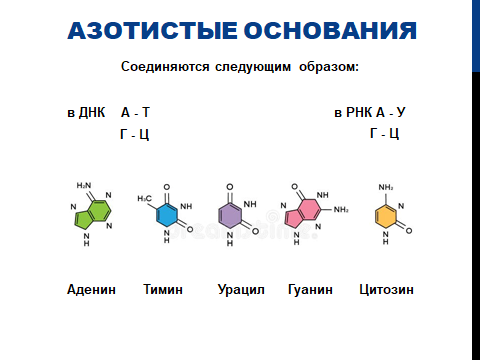 АЗОТИСТЫЕ ОСНОВАНИЯ
Соединяются следующим образом:
в ДНК А - Т
Г - Ц
в РНК А - У
Г - Ц
H₂N N N N N H
H₃C O NH O N H
O NH O N H
O NH NH₂ N N N H
NH₂ N O N H
Аденин Тимин Урацил Гуанин Цитозин